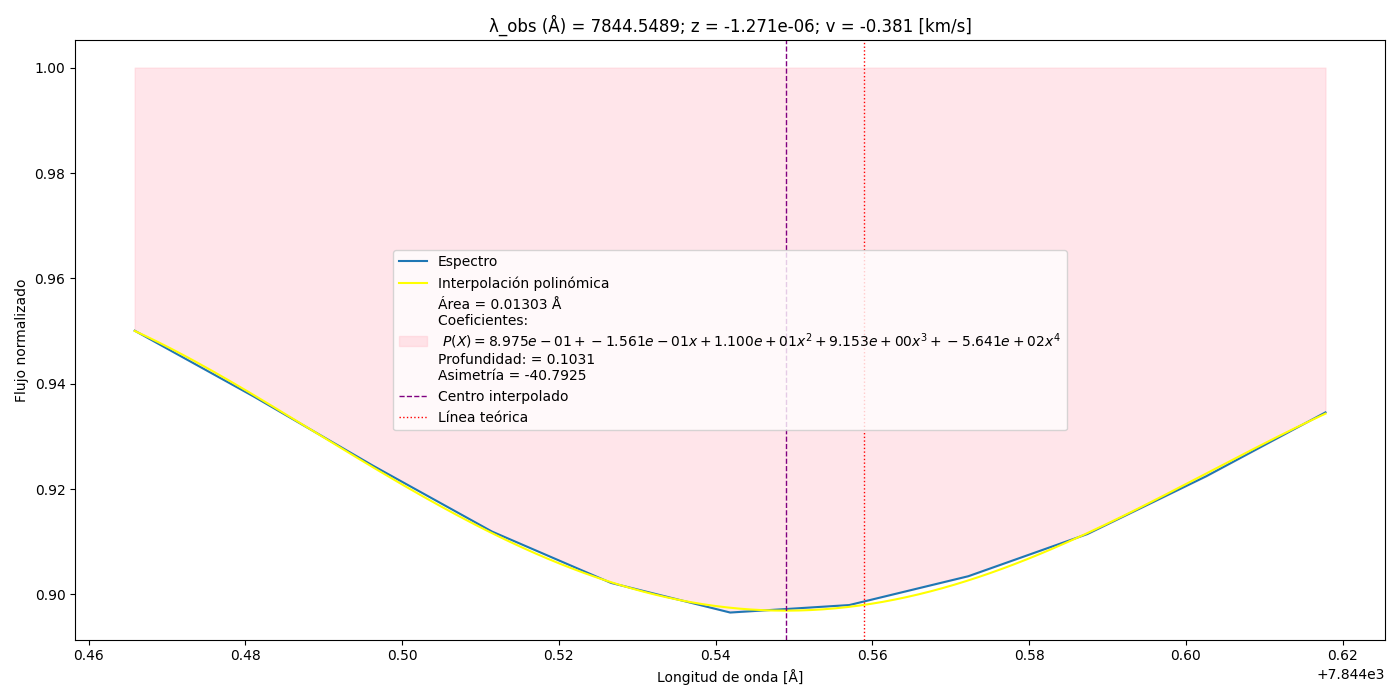 λ_obs (Å) = 7844.5489; z = -1.271e-06; v = -0.381 [km/s]
Flujo normalizado
1.00
0.98
0.96
0.94
0.92
0.90
Espectro
Interpolación polinómica
Área = 0.01303 Å
Coeficientes:
P(X) = 8.975e − 01 + −1.561e − 01x + 1.100e + 01x² + 9.153e + 00x³ + −5.641e + 02x⁴
Profundidad: = 0.1031
Asimetría = -40.7925
Centro interpolado
Línea teórica
0.46 0.48 0.50 0.52 0.54 0.56 0.58 0.60 0.62
+7.844e3
Longitud de onda [Å]